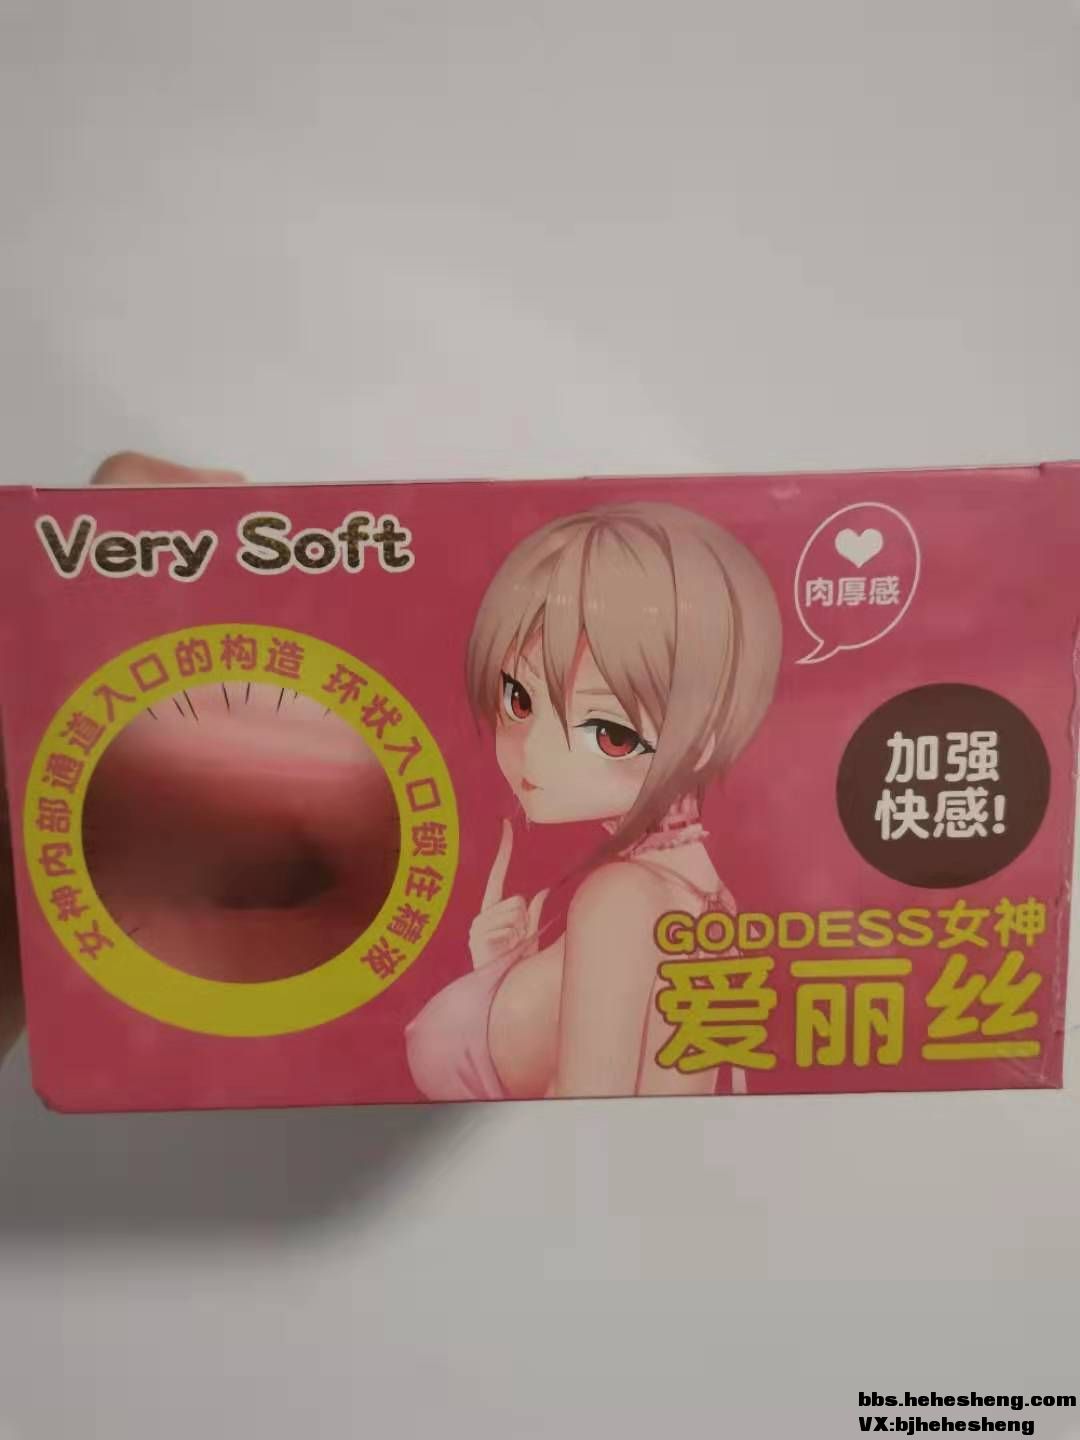 Very Soft
肉厚感
女神内部通道入口的构造 环状入口锁住精液
加强
快感!
GODDESS女神
爱丽丝
bbs.hehesheng.com
VX:bjhehesheng